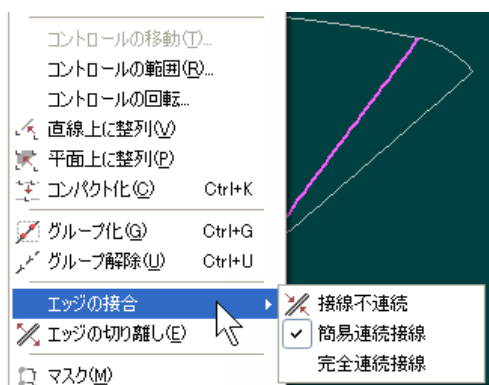 コントロールの移動(T)...
コントロールの範囲(R)...
コントロールの回転...
直線上に整列(V)
平面上に整列(P)
コンパクト化(C) Ctrl+K
グループ化(G) Ctrl+G
グループ解除(U) Ctrl+U
エッジの接合
エッジの切り離し(E)
マスク(M)
接線不連続
簡易連続接線
完全連続接線